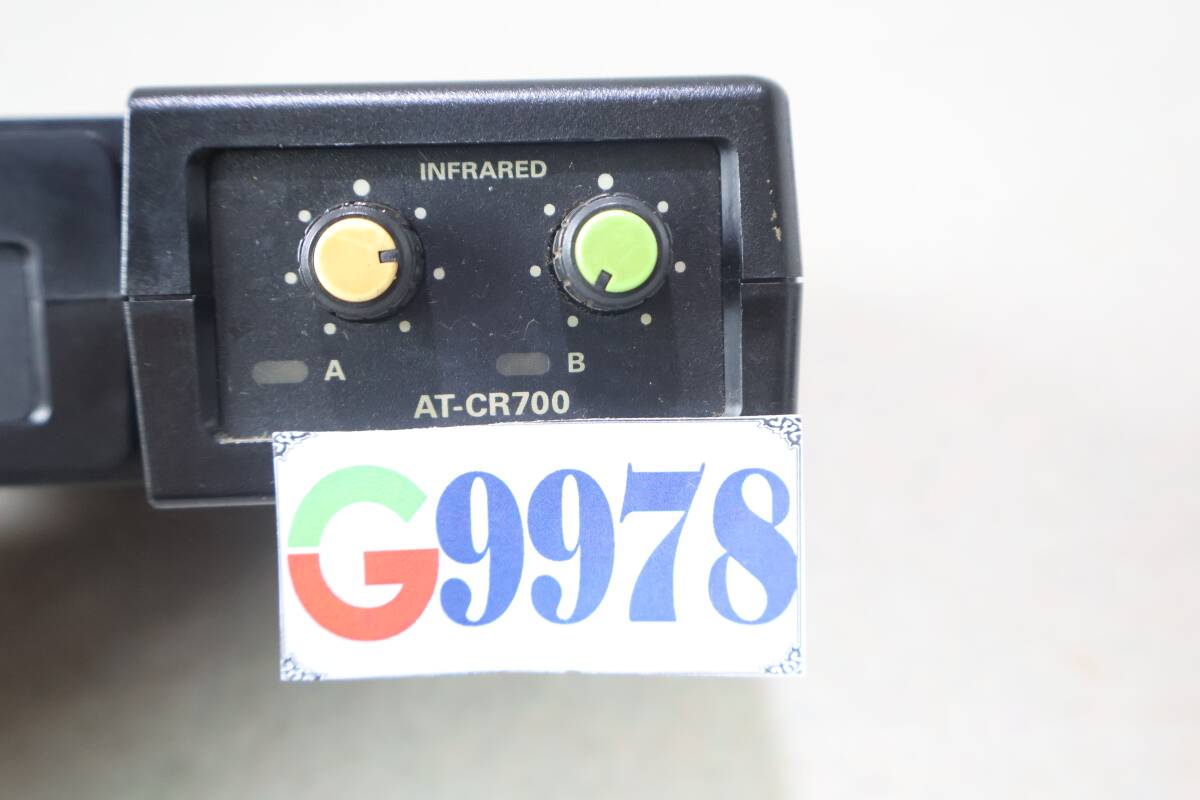 INFRARED
A B
AT-CR700
G9978